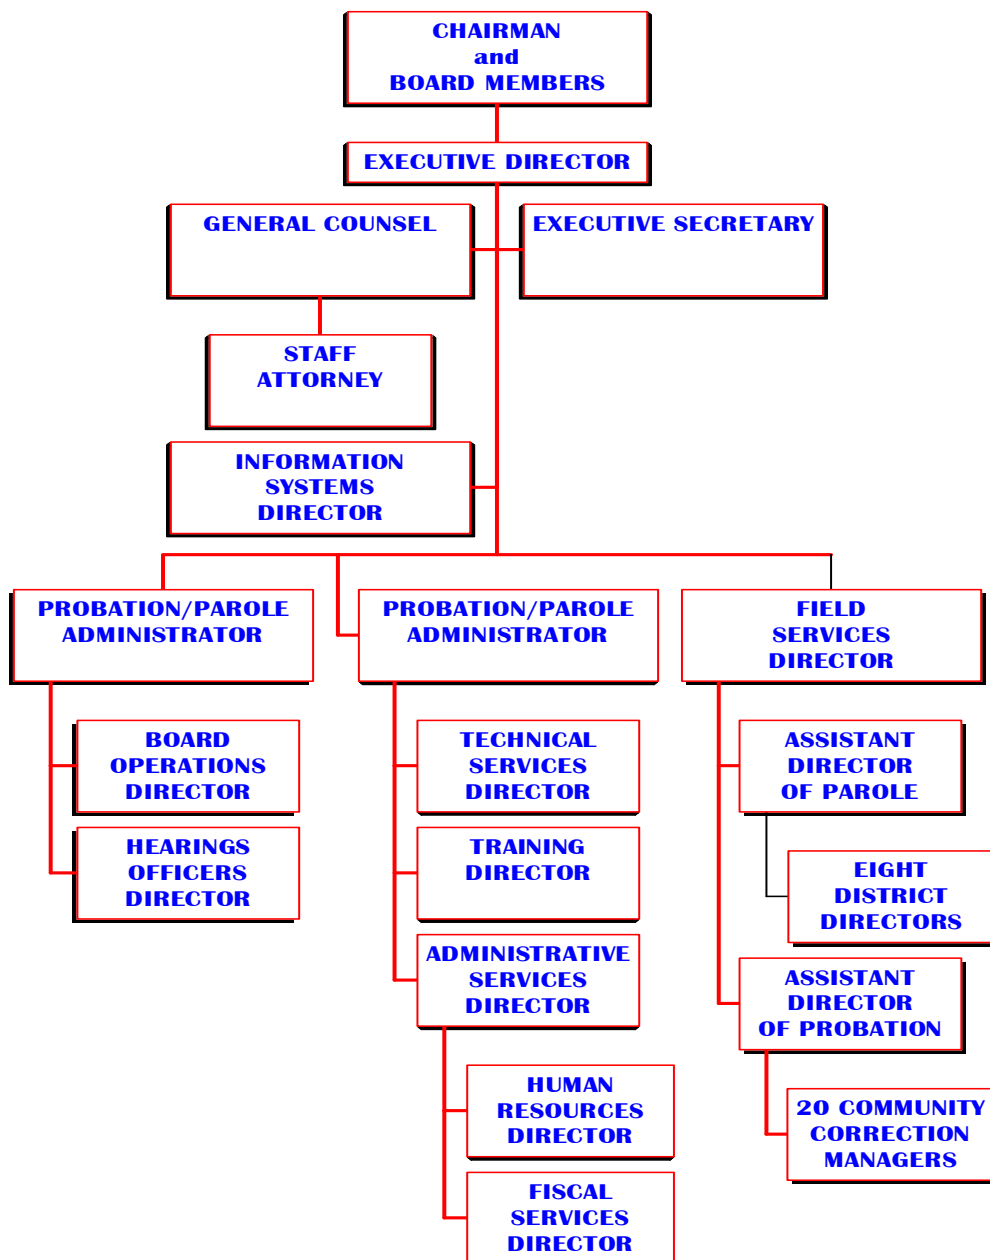 CHAIRMAN
and
BOARD MEMBERS
EXECUTIVE DIRECTOR
GENERAL COUNSEL
EXECUTIVE SECRETARY
STAFF
ATTORNEY
INFORMATION
SYSTEMS
DIRECTOR
PROBATION/PAROLE
ADMINISTRATOR
BOARD
OPERATIONS
DIRECTOR
HEARINGS
OFFICERS
DIRECTOR
PROBATION/PAROLE
ADMINISTRATOR
TECHNICAL
SERVICES
DIRECTOR
TRAINING
DIRECTOR
ADMINISTRATIVE
SERVICES
DIRECTOR
HUMAN
RESOURCES
DIRECTOR
FISCAL
SERVICES
DIRECTOR
FIELD
SERVICES
DIRECTOR
ASSISTANT
DIRECTOR
OF PAROLE
EIGHT
DISTRICT
DIRECTORS
ASSISTANT
DIRECTOR
OF PROBATION
20 COMMUNITY
CORRECTION
MANAGERS